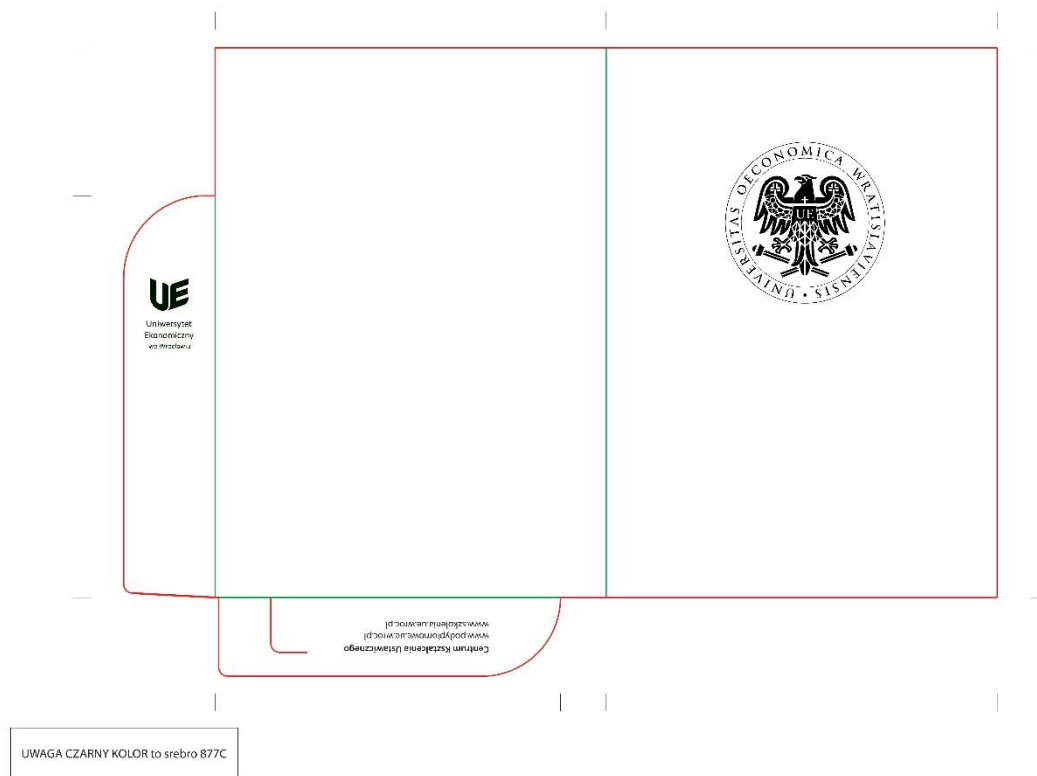 UNIVERSITAS OECONOMICA WRATISLAVIENSIS •
UE
UE
Uniwersytet
Ekonomiczny
we Wrocławiu
Centrum Kształcenia Ustawicznego
www.podyplomowe.ue.wroc.pl
www.szkolenia.ue.wroc.pl
UWAGA CZARNY KOLOR to srebro 877C